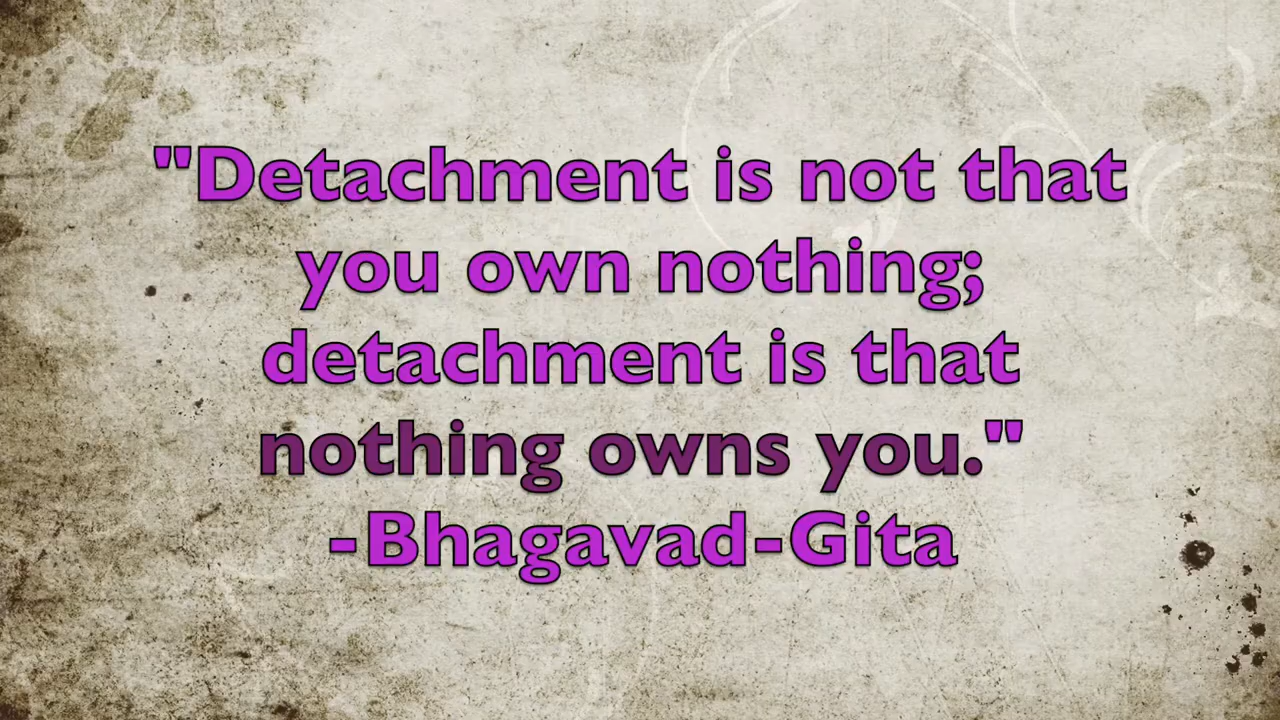 "Detachment is not that
you own nothing;
detachment is that
nothing owns you."
-Bhagavad-Gita